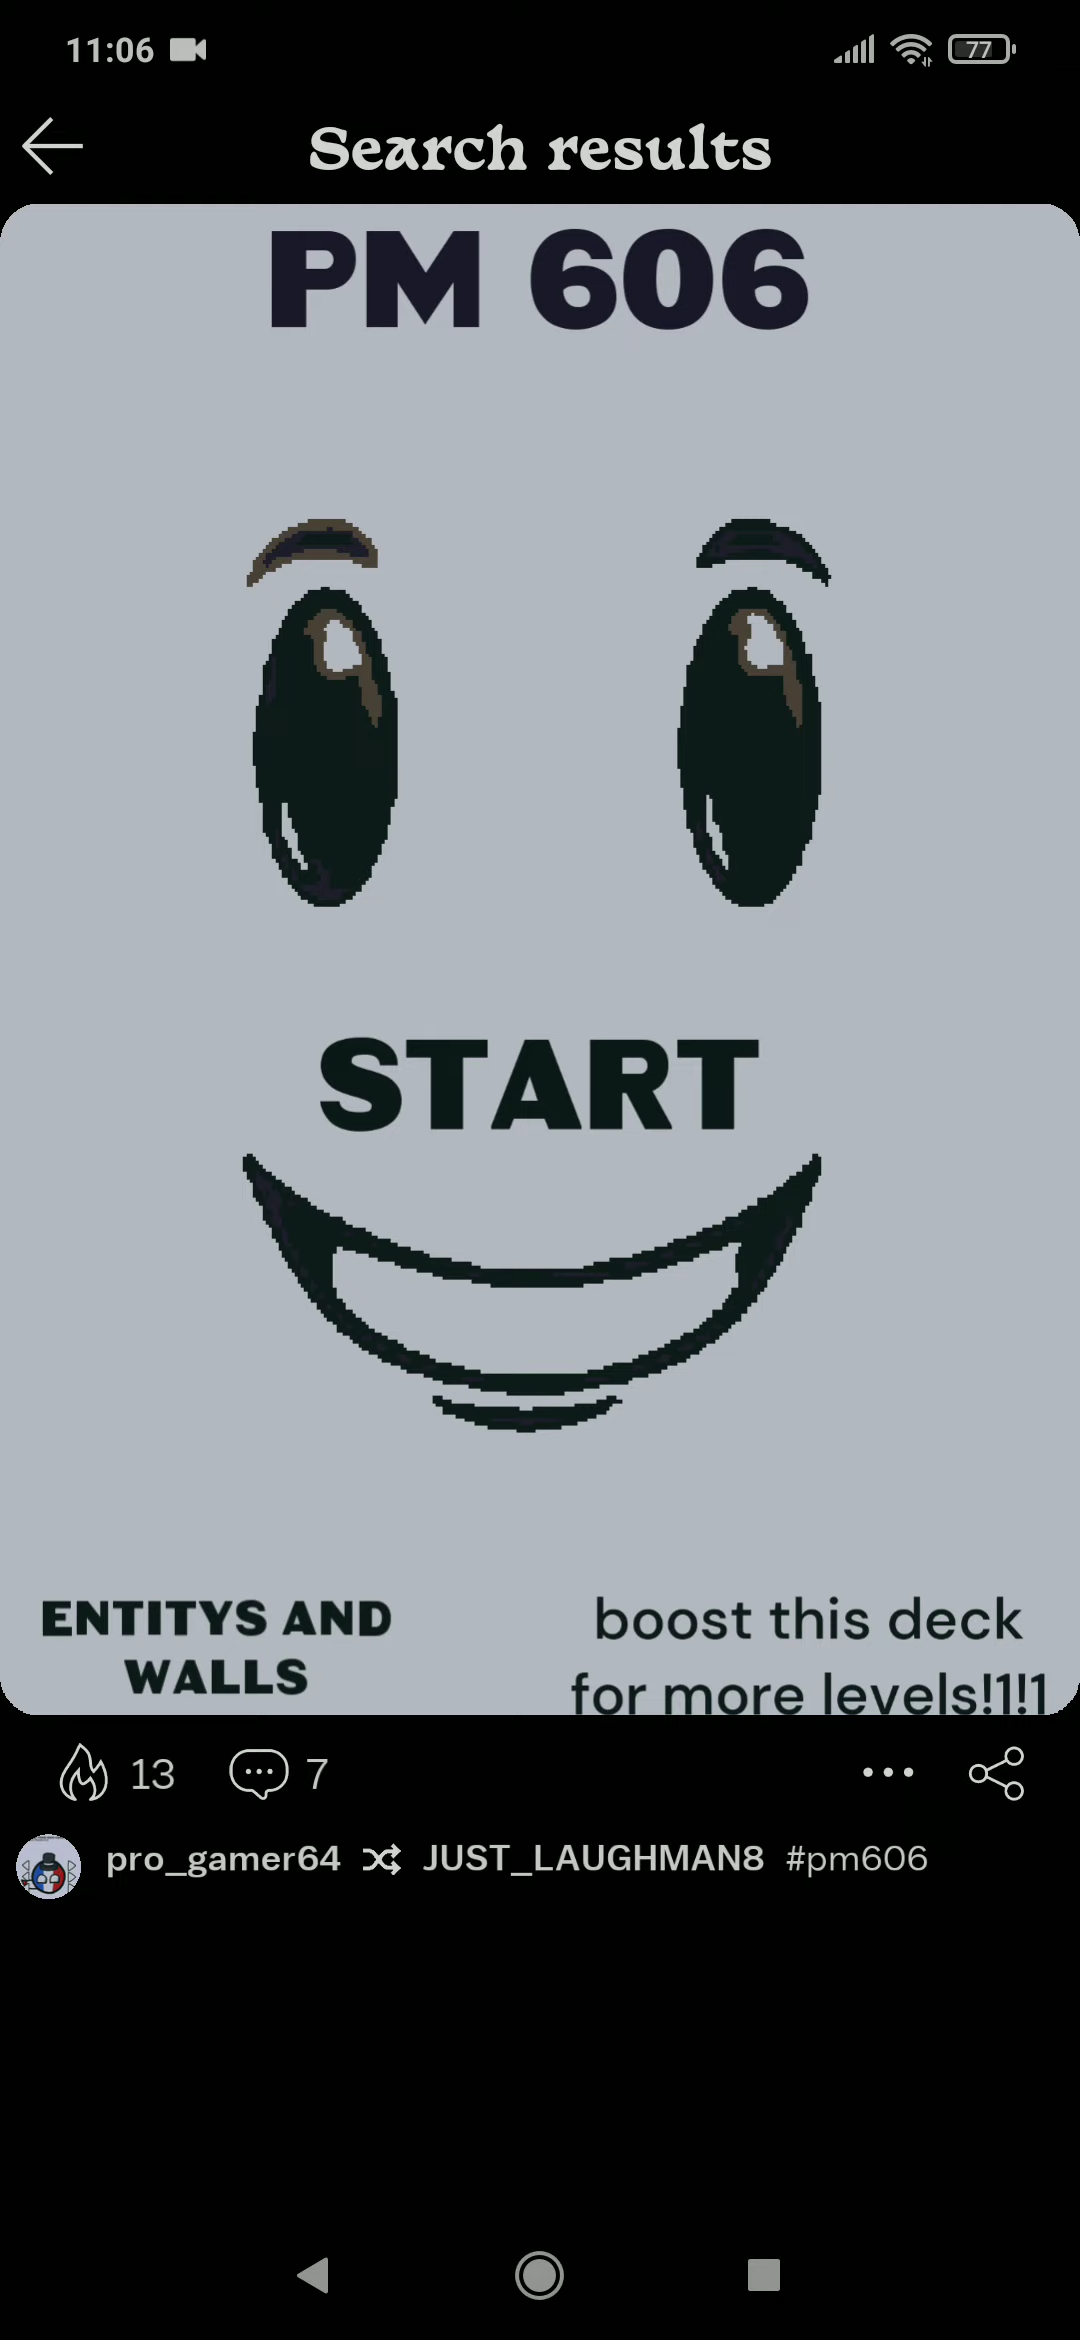 11:06
77
Search results
PM 606
START
ENTITYS AND
WALLS
boost this deck
for more levels!1!1
13
7
pro_gamer64 JUST_LAUGHMAN8 #pm606